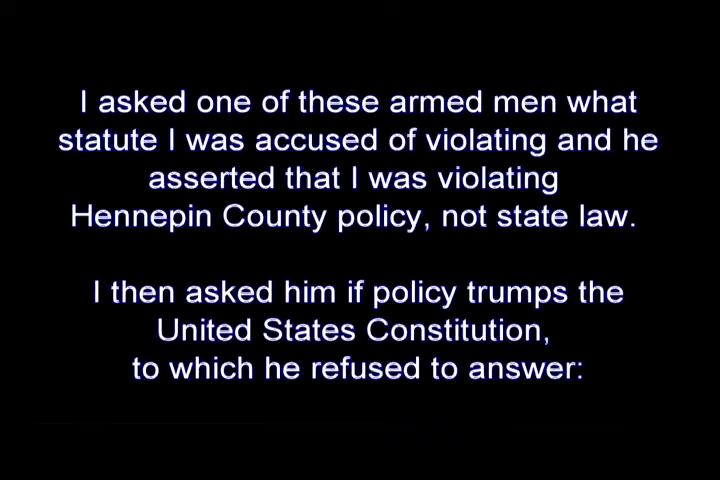 I asked one of these armed men what
statute I was accused of violating and he
asserted that I was violating
Hennepin County policy, not state law.
I then asked him if policy trumps the
United States Constitution,
to which he refused to answer: